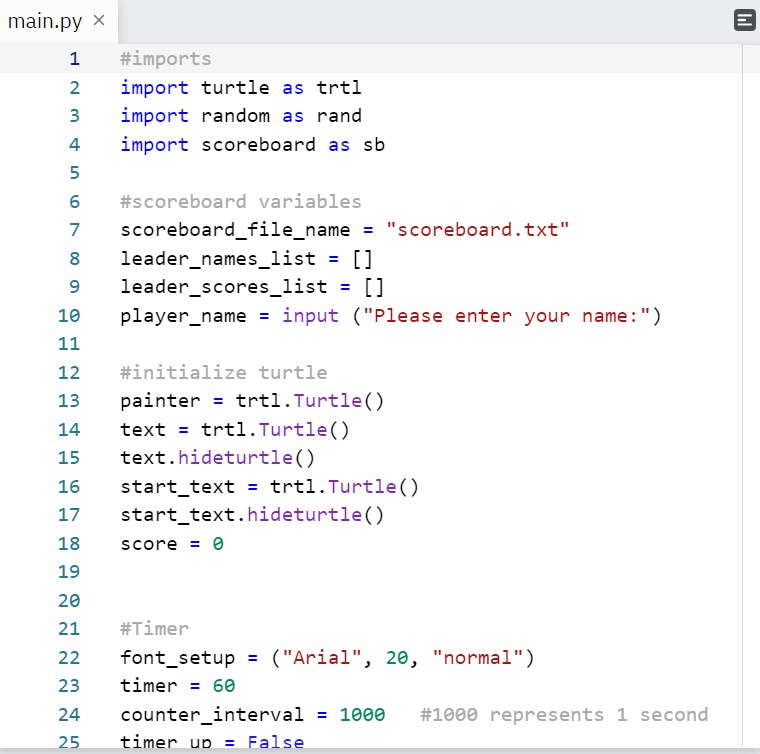 main.py ×
1 #imports
2 import turtle as trtl
3 import random as rand
4 import scoreboard as sb
5
6 #scoreboard variables
7 scoreboard_file_name = "scoreboard.txt"
8 leader_names_list = []
9 leader_scores_list = []
10 player_name = input ("Please enter your name:")
11
12 #initialize turtle
13 painter = trtl.Turtle()
14 text = trtl.Turtle()
15 text.hideturtle()
16 start_text = trtl.Turtle()
17 start_text.hideturtle()
18 score = 0
19
20
21 #Timer
22 font_setup = ("Arial", 20, "normal")
23 timer = 60
24 counter_interval = 1000   #1000 represents 1 second
25 timer_up = False